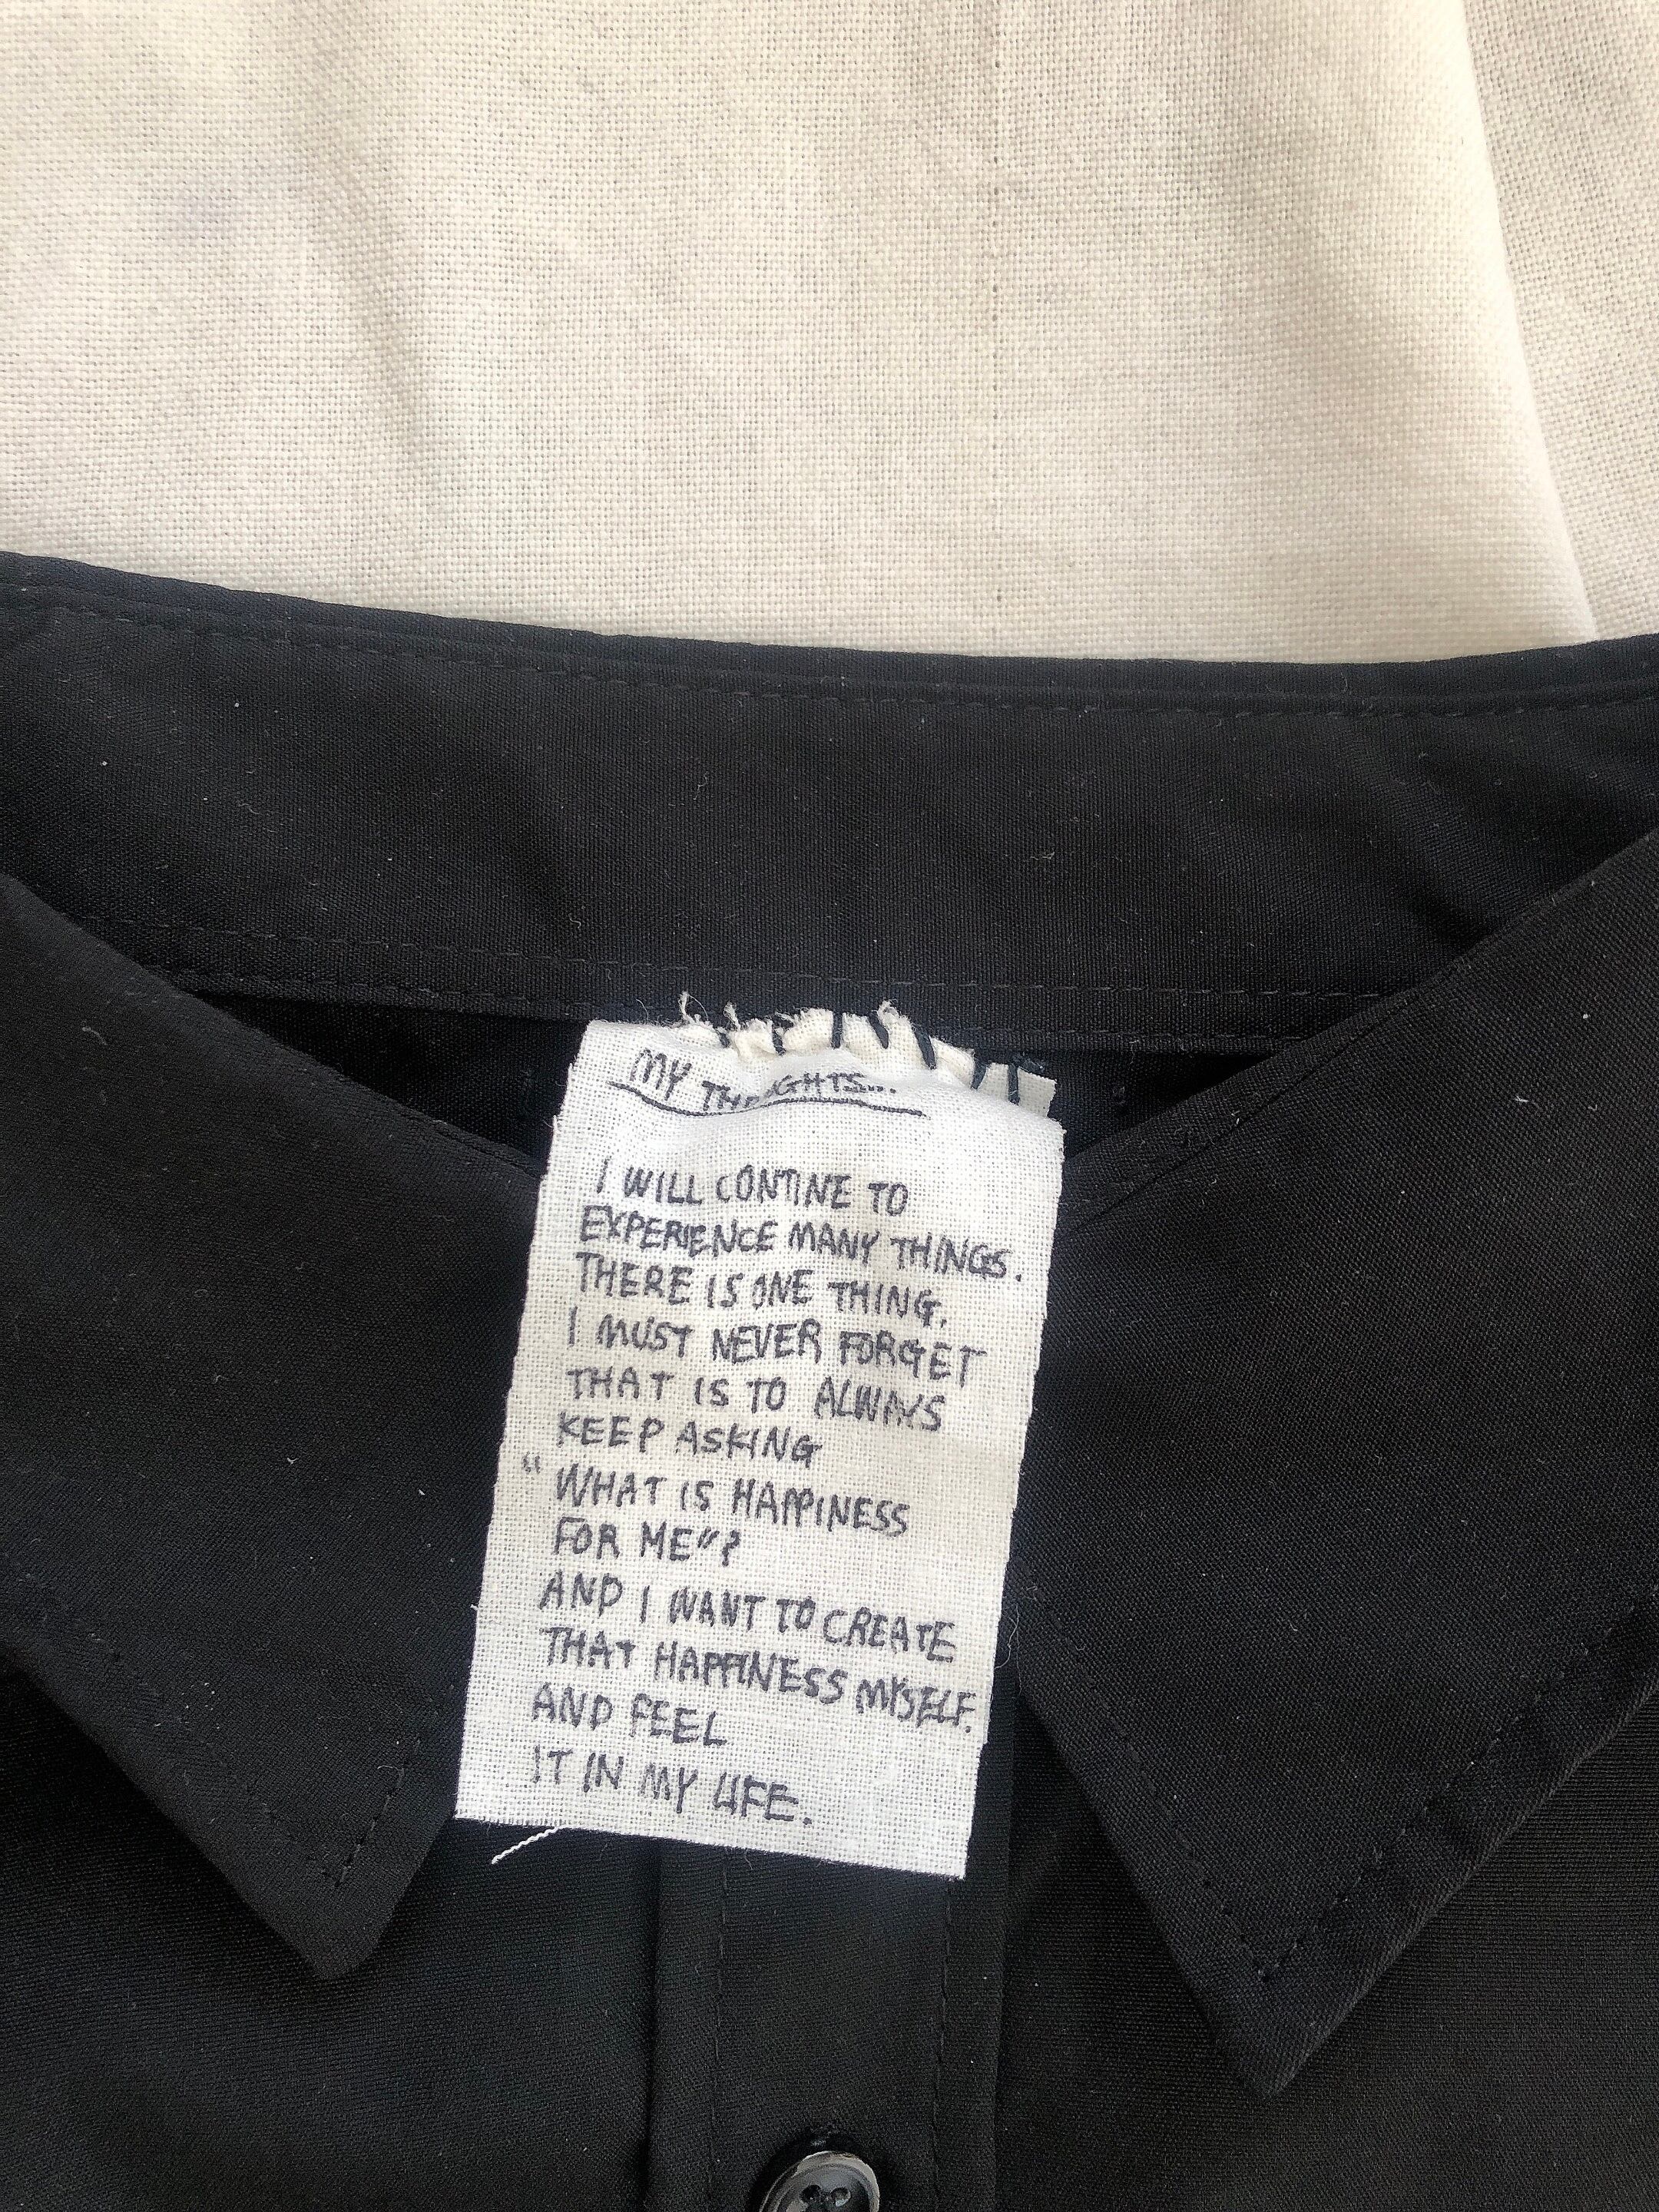 MY THOUGHTS...
I WILL CONTINE TO
EXPERIENCE MANY THINGS.
THERE IS ONE THING.
I MUST NEVER FORGET
THAT IS TO ALWAYS
KEEP ASKING
"WHAT IS HAPPINESS
FOR ME"?
AND I WANT TO CREATE
THAT HAPPINESS MYSELF.
AND FEEL
IT IN MY LIFE.